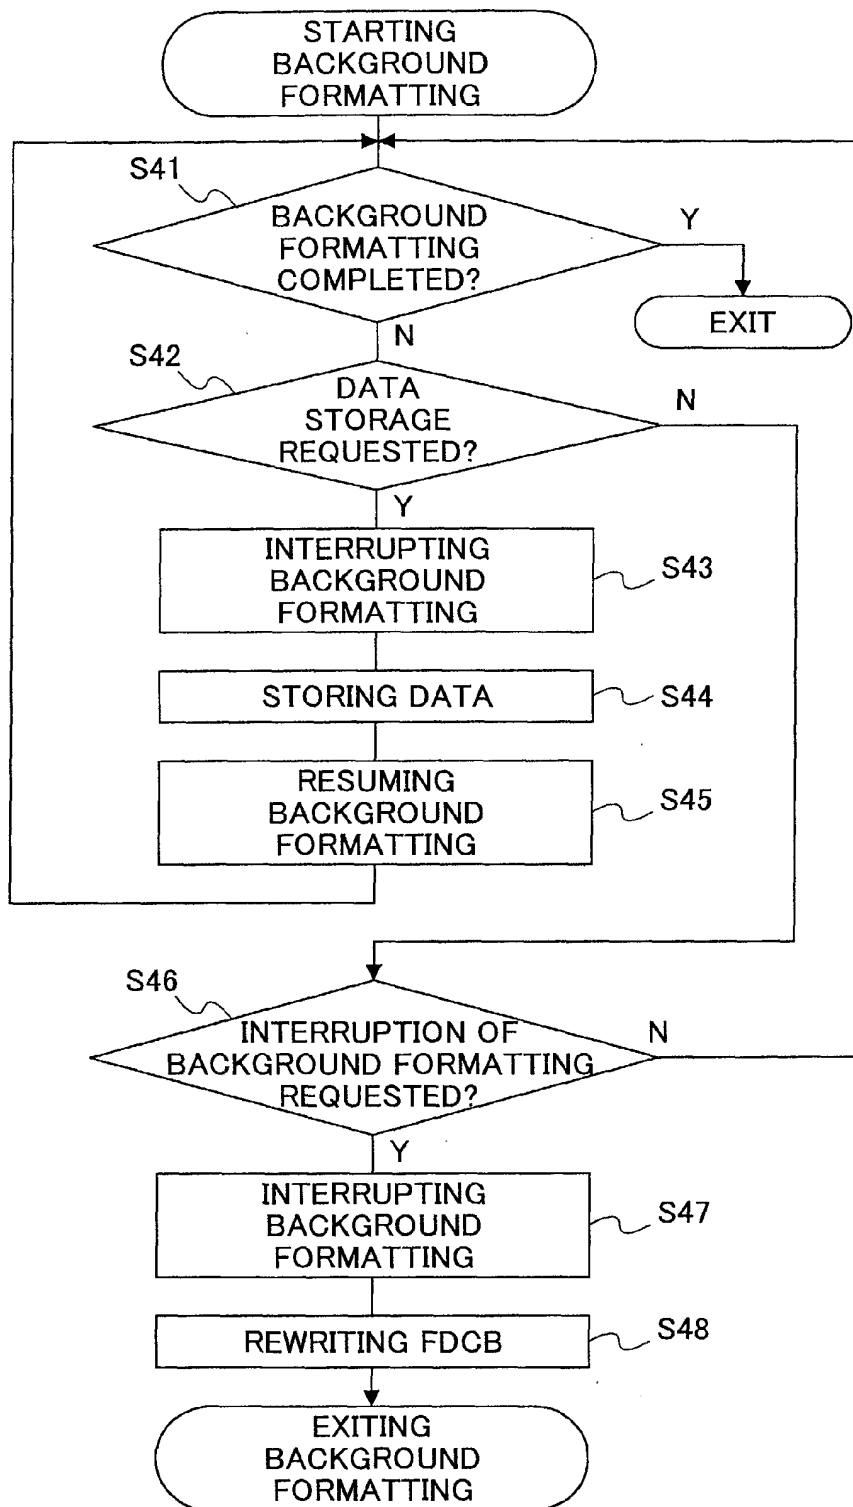 STARTING
BACKGROUND
FORMATTING
S41
BACKGROUND
FORMATTING
COMPLETED?
Y
EXIT
N
S42
DATA
STORAGE
REQUESTED?
N
Y
INTERRUPTING
BACKGROUND
FORMATTING
S43
STORING DATA
S44
RESUMING
BACKGROUND
FORMATTING
S45
S46
INTERRUPTION OF
BACKGROUND FORMATTING
REQUESTED?
N
Y
INTERRUPTING
BACKGROUND
FORMATTING
S47
REWRITING FDCB
S48
EXITING
BACKGROUND
FORMATTING